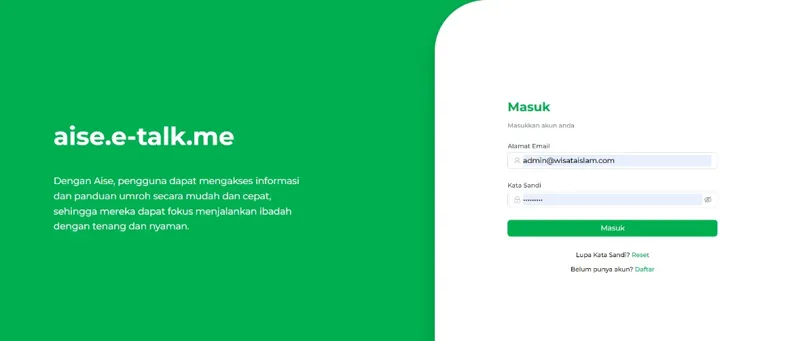 aise.e-talk.me
Dengan Aise, pengguna dapat mengakses informasi
dan panduan umroh secara mudah dan cepat,
sehingga mereka dapat fokus menjalankan ibadah
dengan tenang dan nyaman.
Masuk
Masukkan akun anda
Alamat Email
admin@wisataislam.com
Kata Sandi
•••••••••
Masuk
Lupa Kata Sandi? Reset
Belum punya akun? Daftar